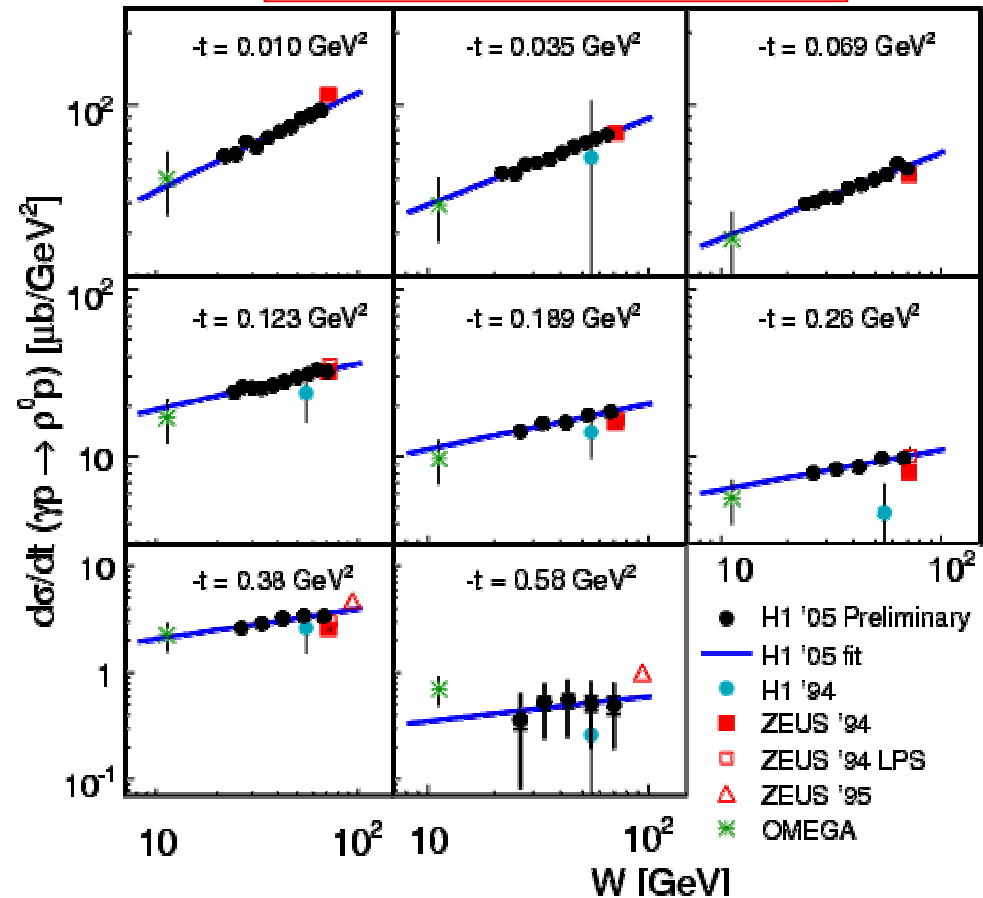 -t = 0.010 GeV²
-t = 0.035 GeV²
-t = 0.069 GeV²
10²
-t = 0.123 GeV²
-t = 0.189 GeV²
-t = 0.26 GeV²
10²
10
dσ/dt (γp → ρ⁰p) [μb/GeV²]
-t = 0.38 GeV²
-t = 0.58 GeV²
10
1
10⁻¹
10
10²
10
10²
10
10²
W [GeV]
H1 '05 Preliminary
H1 '05 fit
H1 '94
ZEUS '94
ZEUS '94 LPS
ZEUS '95
OMEGA